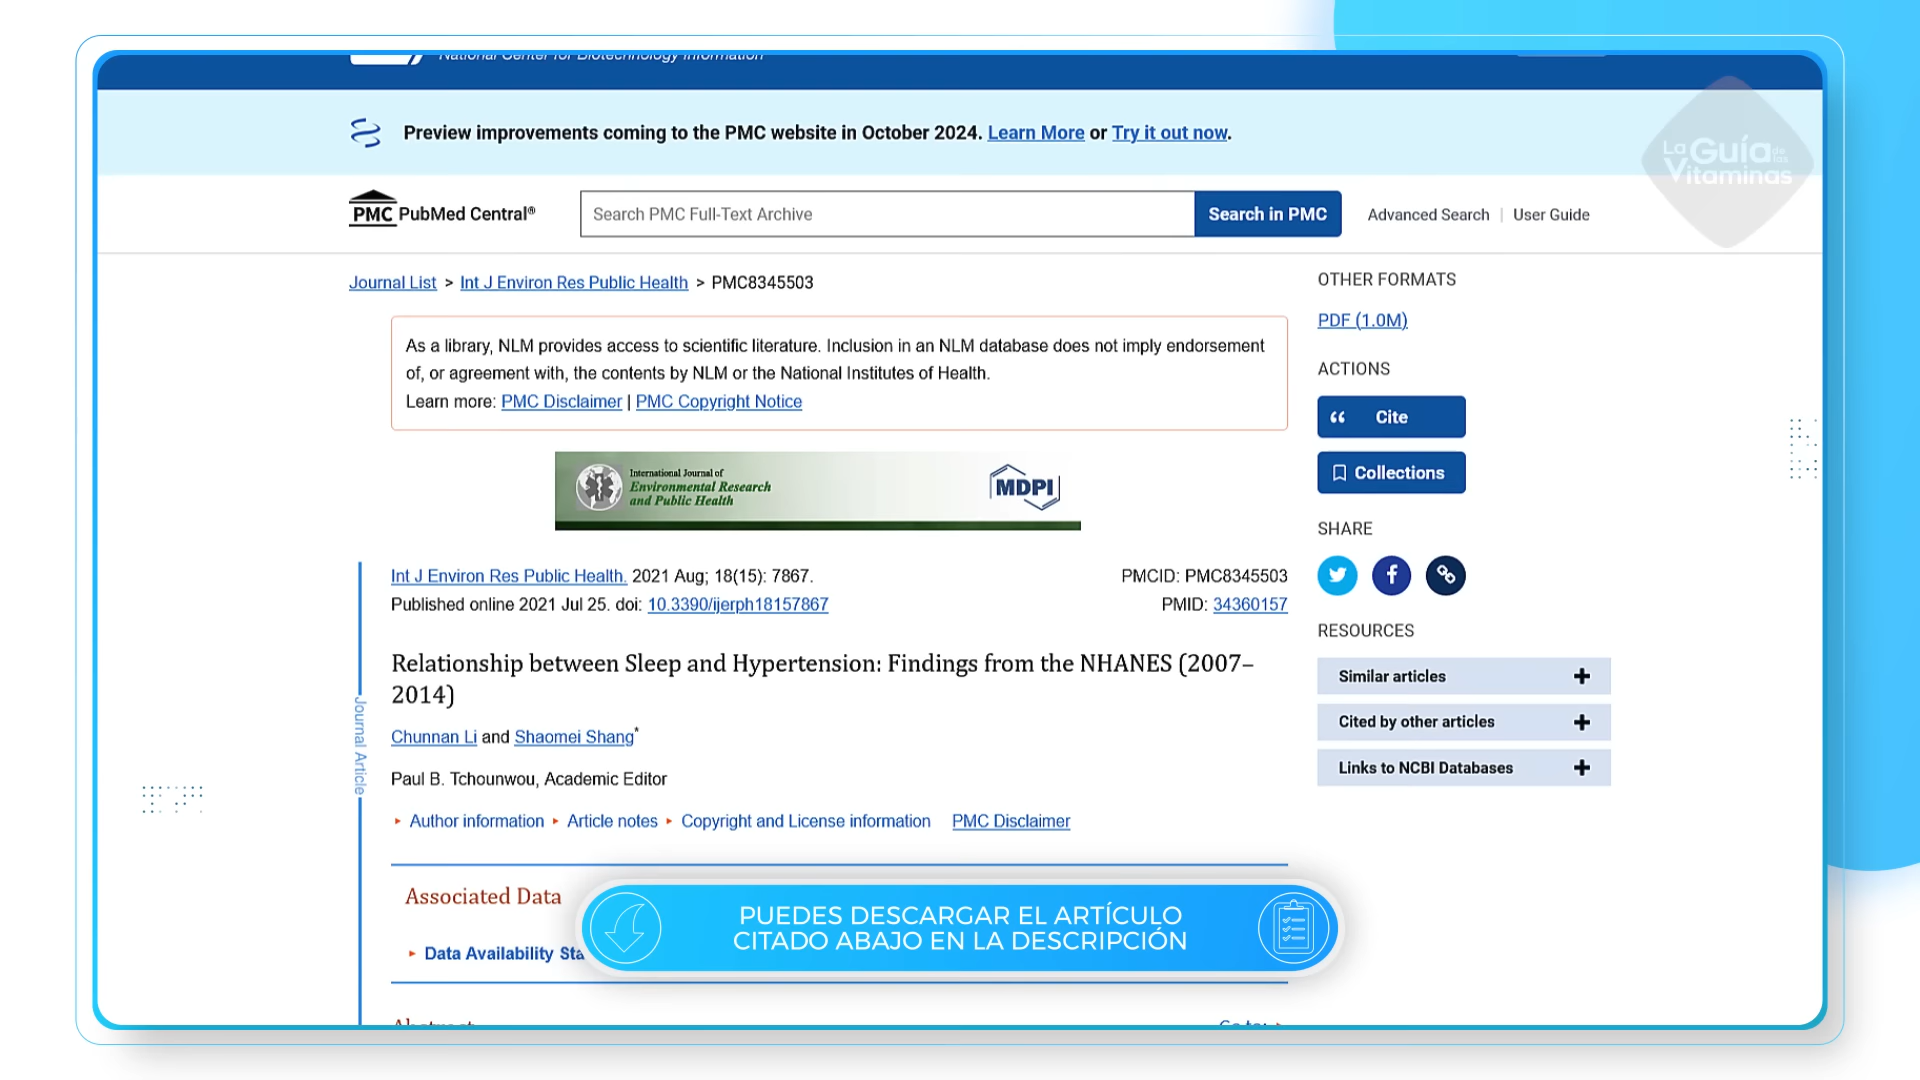 National Center for Biotechnology Information
Preview improvements coming to the PMC website in October 2024. Learn More or Try it out now.
La Guía de las Vitaminas
PMC PubMed Central®
Search PMC Full-Text Archive
Search in PMC
Advanced Search | User Guide
Journal List > Int J Environ Res Public Health > PMC8345503
As a library, NLM provides access to scientific literature. Inclusion in an NLM database does not imply endorsement
of, or agreement with, the contents by NLM or the National Institutes of Health.
Learn more: PMC Disclaimer | PMC Copyright Notice
International Journal of
Environmental Research
and Public Health
MDPI
Int J Environ Res Public Health. 2021 Aug; 18(15): 7867.
Published online 2021 Jul 25. doi: 10.3390/ijerph18157867
PMCID: PMC8345503
PMID: 34360157
Relationship between Sleep and Hypertension: Findings from the NHANES (2007–
2014)
Chunnan Li and Shaomei Shang*
Paul B. Tchounwou, Academic Editor
Author information Article notes Copyright and License information PMC Disclaimer
Journal Article
Associated Data
Data Availability Sta
Abstract
Go to:
OTHER FORMATS
PDF (1.0M)
ACTIONS
Cite
Collections
SHARE
RESOURCES
Similar articles
Cited by other articles
Links to NCBI Databases
PUEDES DESCARGAR EL ARTÍCULO
CITADO ABAJO EN LA DESCRIPCIÓN